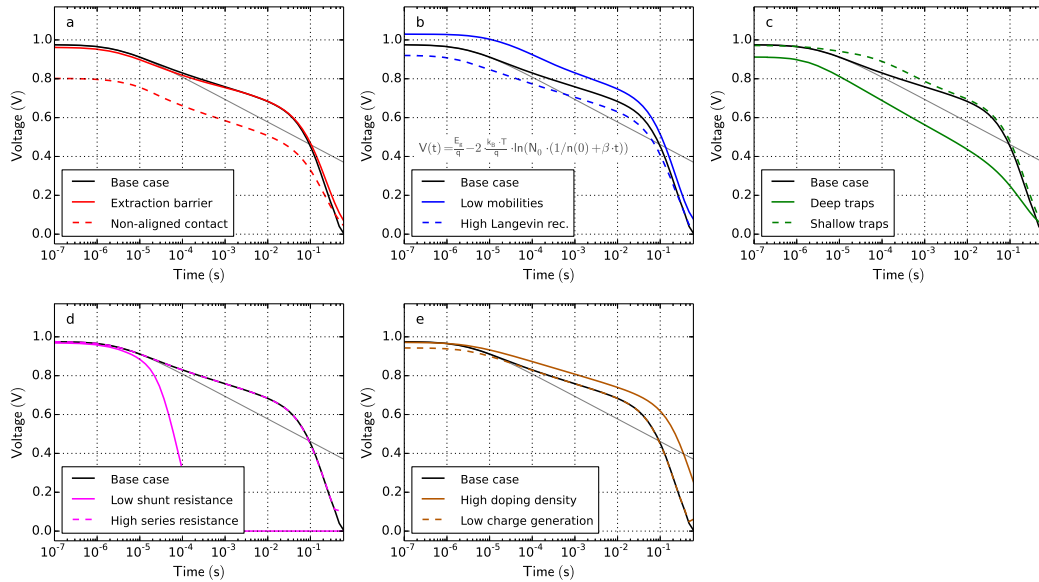 a
1.0
0.8
0.6
0.4
0.2
0.0
Voltage (V)
Base case
Extraction barrier
Non-aligned contact
10⁻⁷ 10⁻⁶ 10⁻⁵ 10⁻⁴ 10⁻³ 10⁻² 10⁻¹
Time (s)
b
1.0
0.8
0.6
0.4
0.2
0.0
Voltage (V)
V(t)=E_g/q−2 k_B·T/q·ln(N₀·(1/n(0)+β·t))
Base case
Low mobilities
High Langevin rec.
10⁻⁷ 10⁻⁶ 10⁻⁵ 10⁻⁴ 10⁻³ 10⁻² 10⁻¹
Time (s)
c
1.0
0.8
0.6
0.4
0.2
0.0
Voltage (V)
Base case
Deep traps
Shallow traps
10⁻⁷ 10⁻⁶ 10⁻⁵ 10⁻⁴ 10⁻³ 10⁻² 10⁻¹
Time (s)
d
1.0
0.8
0.6
0.4
0.2
0.0
Voltage (V)
Base case
Low shunt resistance
High series resistance
10⁻⁷ 10⁻⁶ 10⁻⁵ 10⁻⁴ 10⁻³ 10⁻² 10⁻¹
Time (s)
e
1.0
0.8
0.6
0.4
0.2
0.0
Voltage (V)
Base case
High doping density
Low charge generation
10⁻⁷ 10⁻⁶ 10⁻⁵ 10⁻⁴ 10⁻³ 10⁻² 10⁻¹
Time (s)